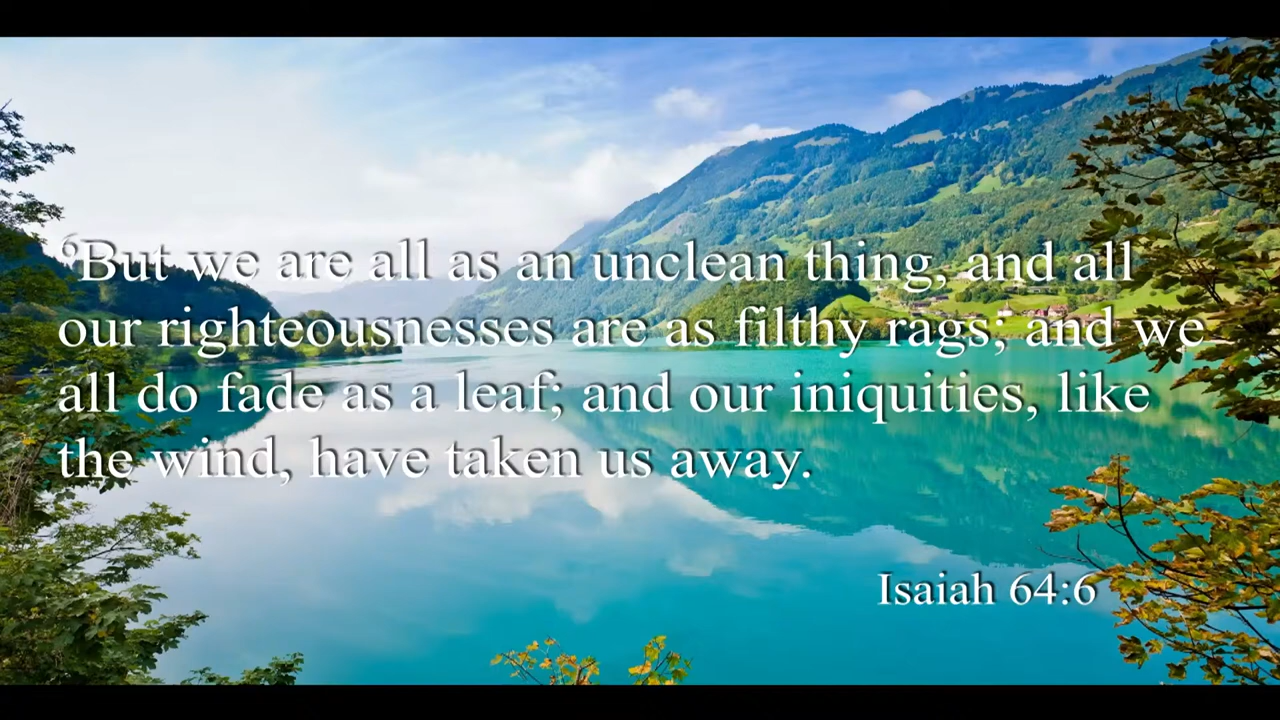 ⁶But we are all as an unclean thing, and all
our righteousnesses are as filthy rags; and we
all do fade as a leaf; and our iniquities, like
the wind, have taken us away.
Isaiah 64:6